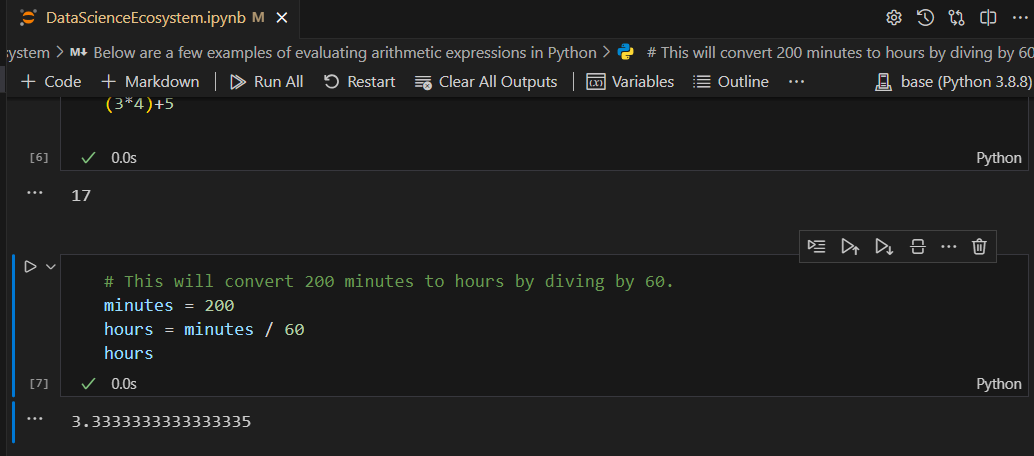 DataScienceEcosystem.ipynb M
system > M↓ Below are a few examples of evaluating arithmetic expressions in Python > # This will convert 200 minutes to hours by diving by 60
+ Code + Markdown | Run All Restart Clear All Outputs | Variables Outline ... base (Python 3.8.8)
(3*4)+5
[6] 0.0s Python
17
# This will convert 200 minutes to hours by diving by 60.
minutes = 200
hours = minutes / 60
hours
[7] 0.0s Python
3.3333333333333335